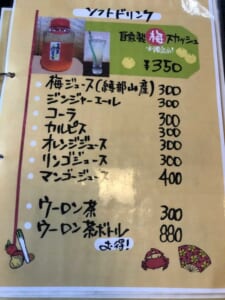 ソフトドリンク
自家製梅スカッシュ
¥350
梅ジュース(綾部山産) 300
ジンジャーエール 300
コーラ 300
カルピス 300
オレンジジュース 300
リンゴジュース 300
マンゴージュース 400
ウーロン茶 300
ウーロン茶ボトル 880
お得!